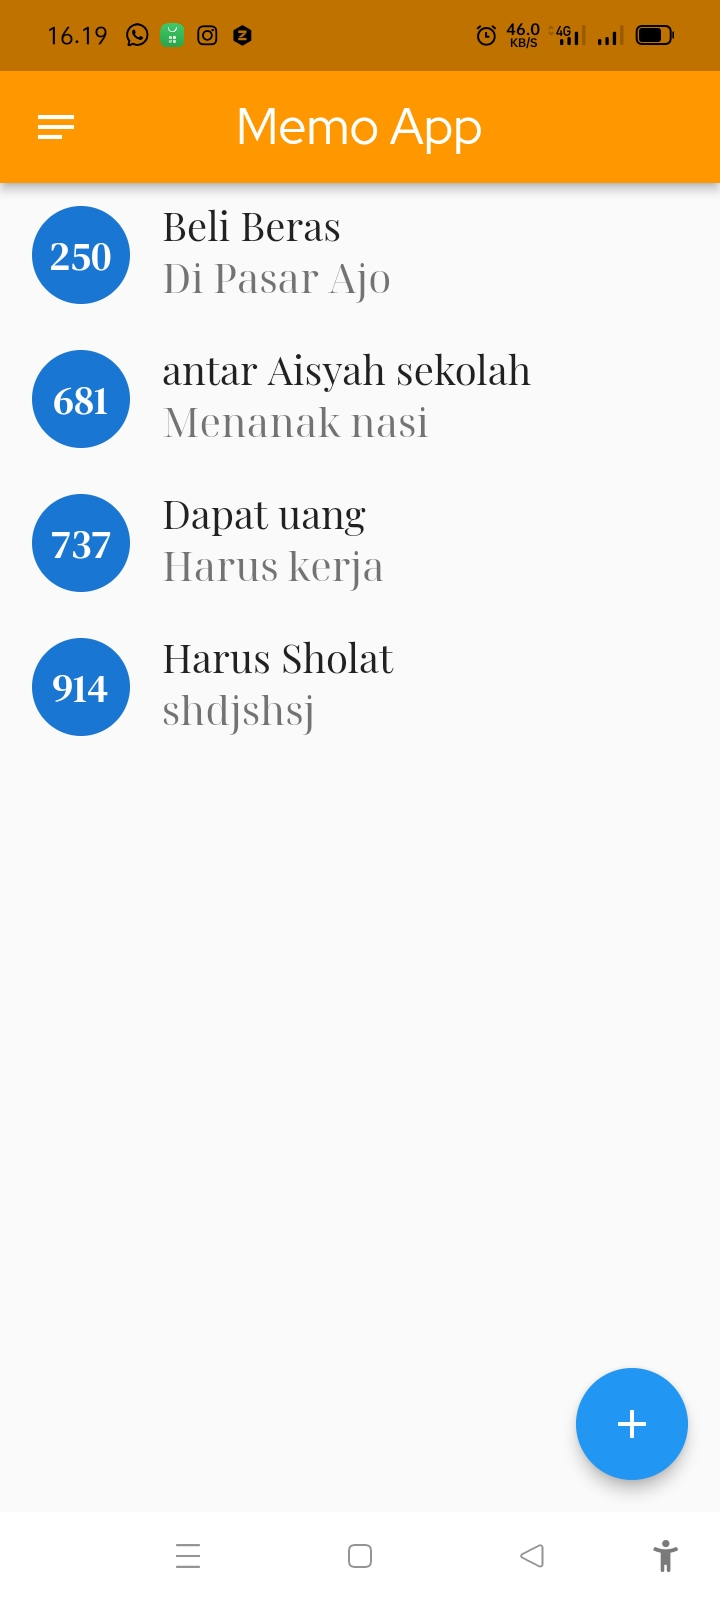 16.19 46.0 KB/S 4G
Memo App
250 Beli Beras
Di Pasar Ajo
681 antar Aisyah sekolah
Menanak nasi
737 Dapat uang
Harus kerja
914 Harus Sholat
shdjshsj